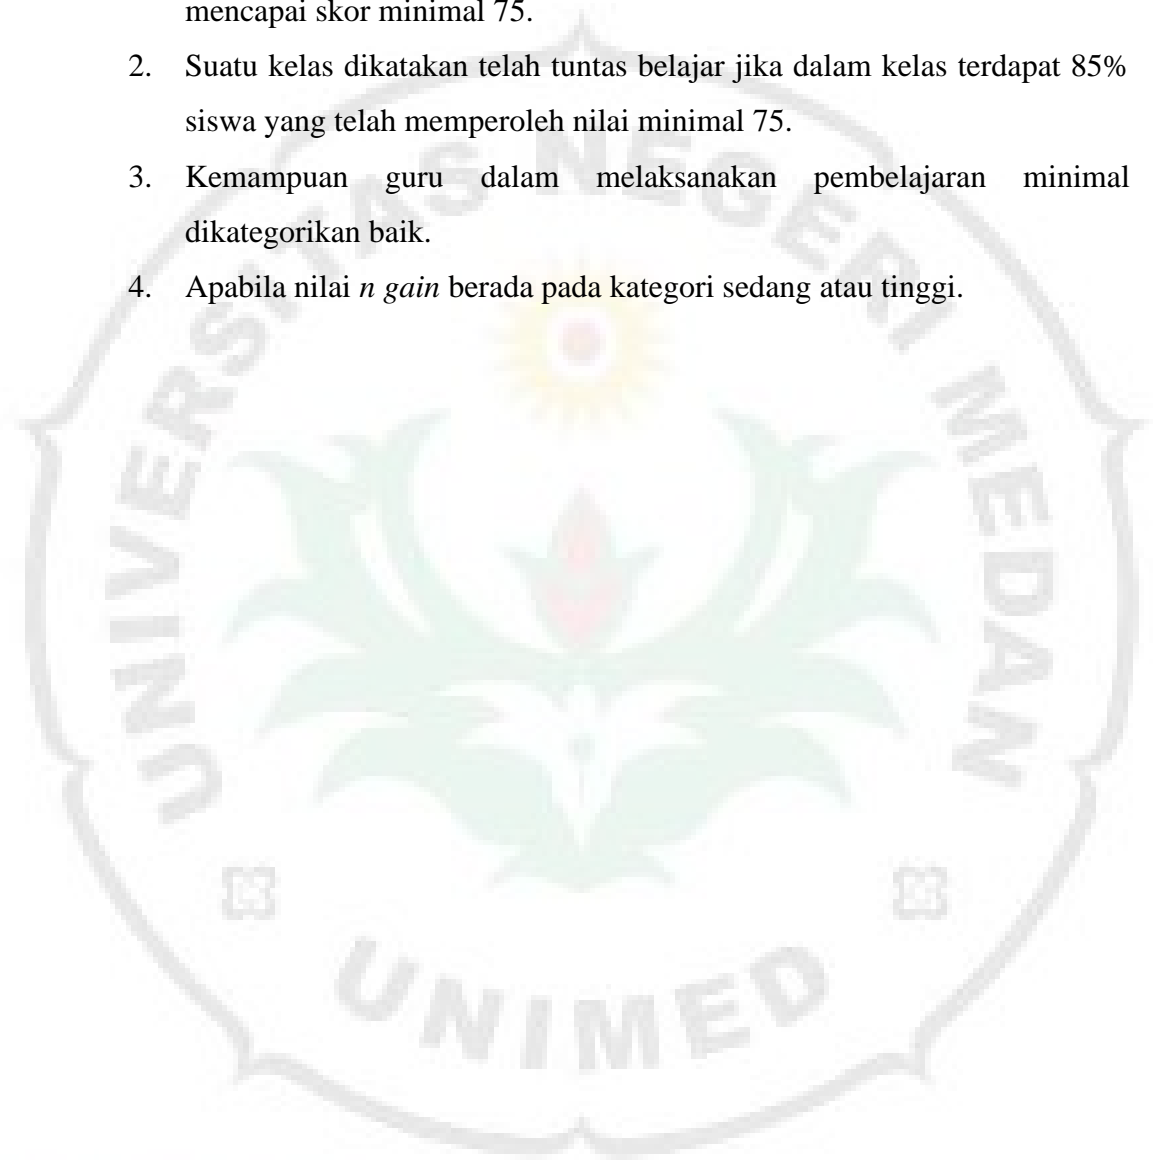 mencapai skor minimal 75.
2. Suatu kelas dikatakan telah tuntas belajar jika dalam kelas terdapat 85%
siswa yang telah memperoleh nilai minimal 75.
3. Kemampuan guru dalam melaksanakan pembelajaran minimal
dikategorikan baik.
4. Apabila nilai n gain berada pada kategori sedang atau tinggi.
UNIVERSITAS NEGERI MEDAN
UNIMED